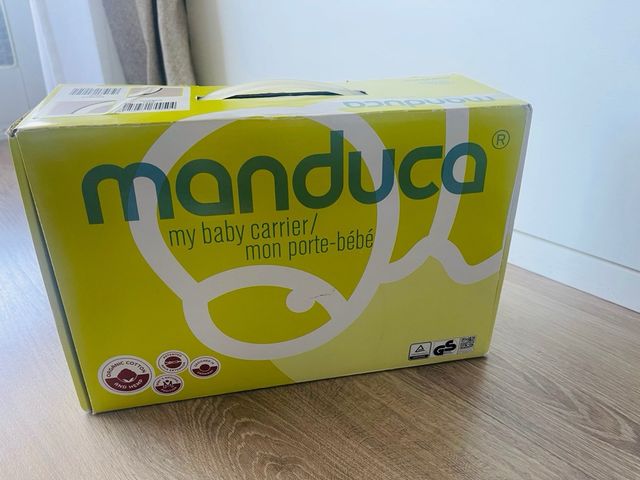 manduca
manduca®
my baby carrier/
mon porte-bébé
ORGANIC COTTON
AND HEMP
GS